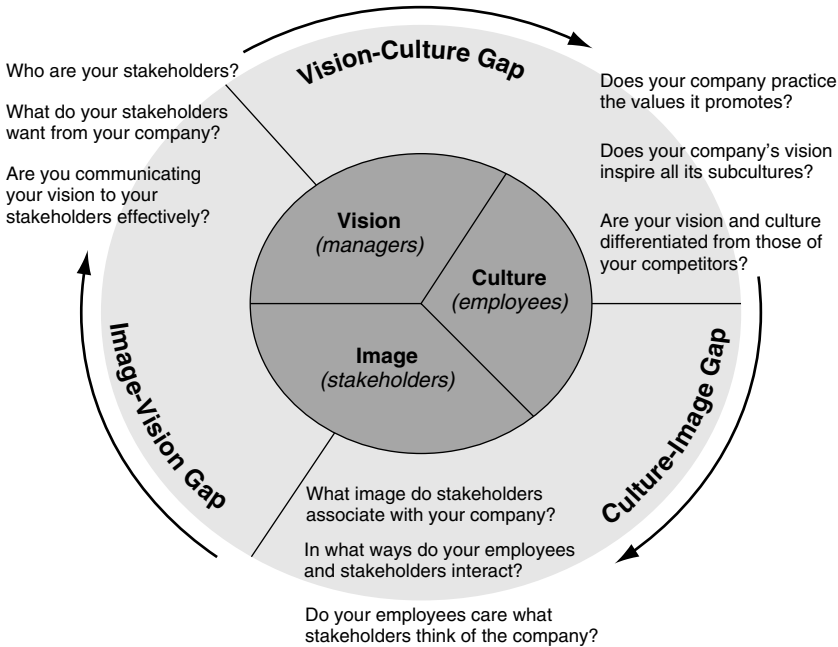 Vision-Culture Gap
Who are your stakeholders?
What do your stakeholders
want from your company?
Are you communicating
your vision to your
stakeholders effectively?
Does your company practice
the values it promotes?
Does your company's vision
inspire all its subcultures?
Are your vision and culture
differentiated from those of
your competitors?
Vision
(managers)
Culture
(employees)
Image
(stakeholders)
Image-Vision Gap
Culture-Image Gap
What image do stakeholders
associate with your company?
In what ways do your employees
and stakeholders interact?
Do your employees care what
stakeholders think of the company?